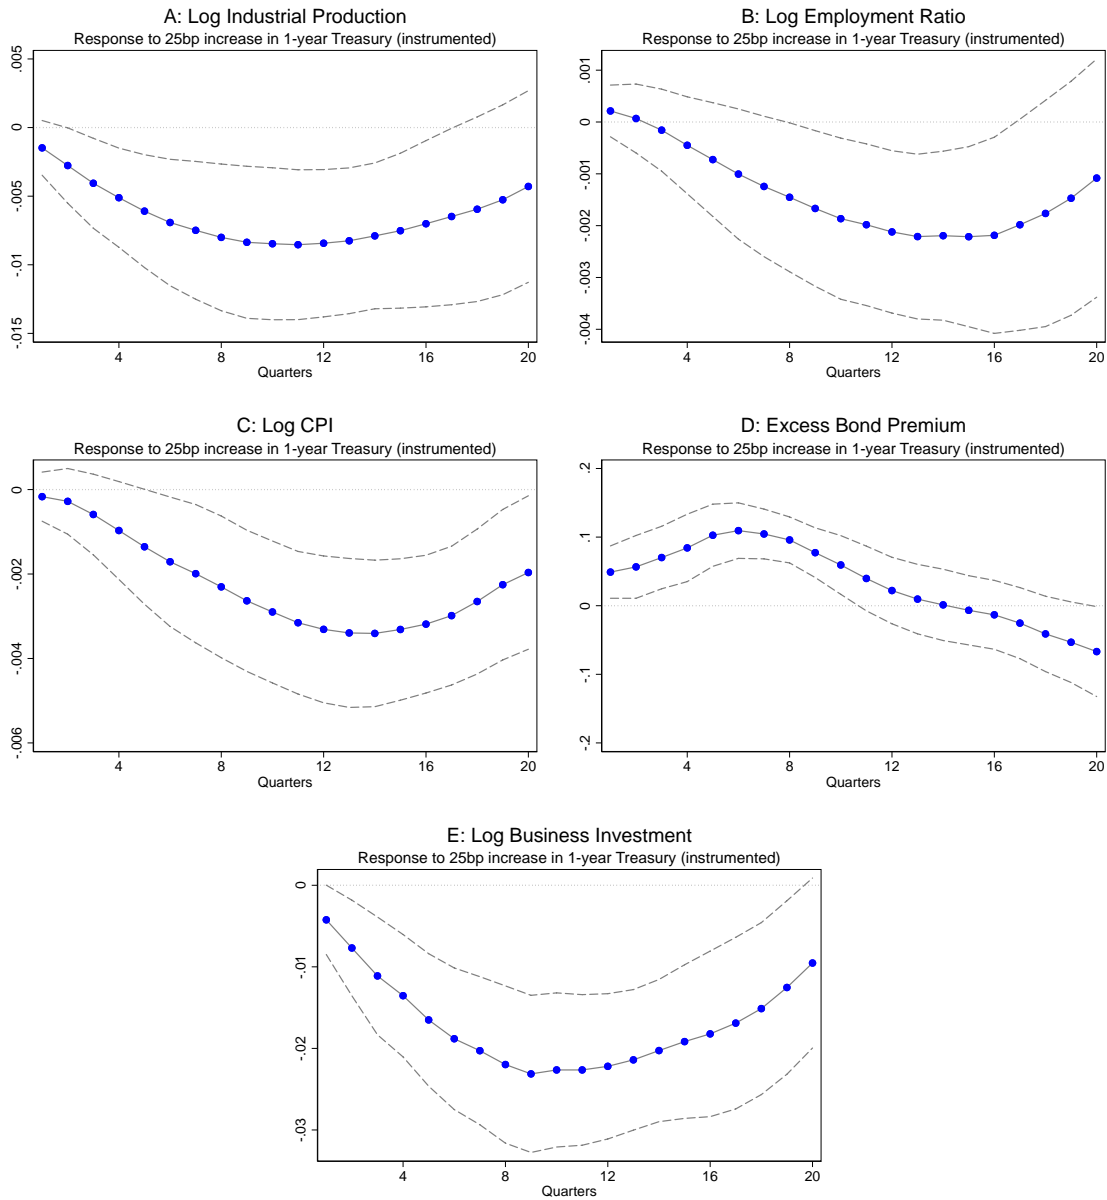 A: Log Industrial Production
Response to 25bp increase in 1-year Treasury (instrumented)
.005
0
-.005
-.01
-.015
4 8 12 16 20
Quarters
B: Log Employment Ratio
Response to 25bp increase in 1-year Treasury (instrumented)
.001
0
-.001
-.002
-.003
-.004
4 8 12 16 20
Quarters
C: Log CPI
Response to 25bp increase in 1-year Treasury (instrumented)
0
-.002
-.004
-.006
4 8 12 16 20
Quarters
D: Excess Bond Premium
Response to 25bp increase in 1-year Treasury (instrumented)
.2
.1
0
-.1
-.2
4 8 12 16 20
Quarters
E: Log Business Investment
Response to 25bp increase in 1-year Treasury (instrumented)
0
-.01
-.02
-.03
4 8 12 16 20
Quarters